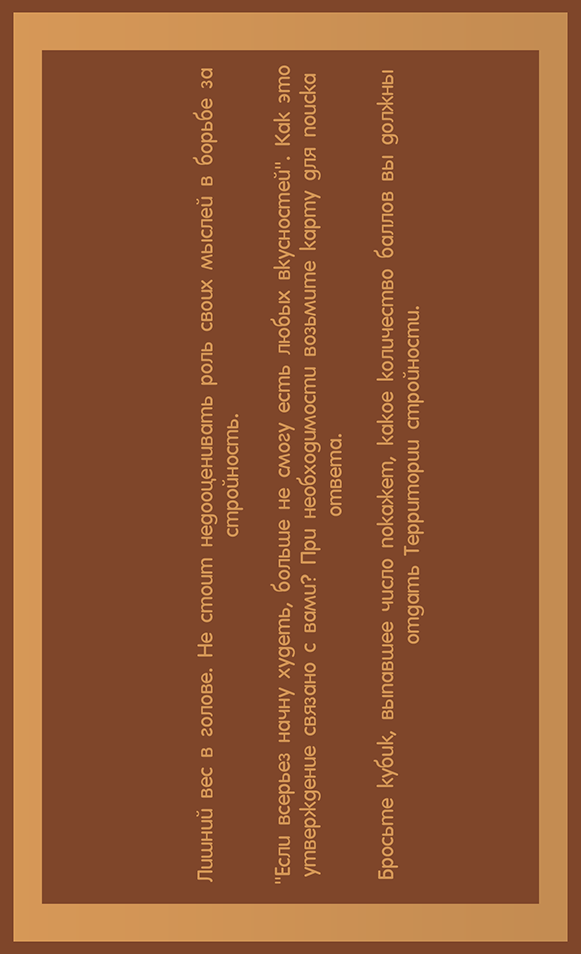 Лишний вес в голове. Не стоит недооценивать роль своих мыслей в борьбе за
стройность.
"Если всерьез начну худеть, больше не смогу есть любых вкусностей". Как это
утверждение связано с вами? При необходимости возьмите карту для поиска
ответа.
Бросьте кубик, выпавшее число покажет, какое количество баллов вы должны
отдать Территории стройности.